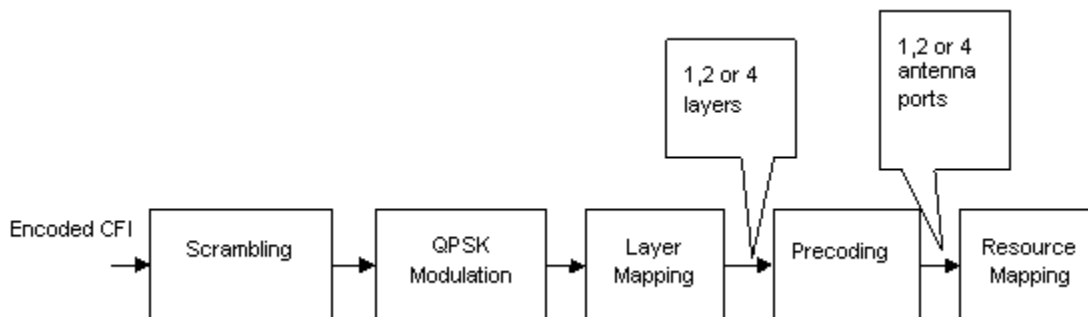 1,2 or 4
layers
1,2 or 4
antenna
ports
Encoded CFI
Scrambling
QPSK
Modulation
Layer
Mapping
Precoding
Resource
Mapping